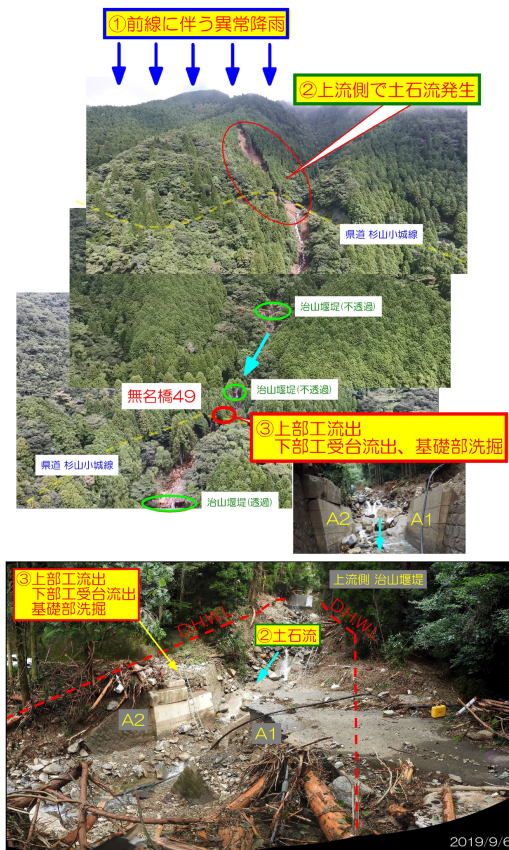 ①前線に伴う異常降雨
②上流側で土石流発生
県道 杉山小城線
治山堰堤(不透過)
治山堰堤(不透過)
無名橋49
③上部工流出
下部工受台流出、基礎部洗掘
県道 杉山小城線
治山堰堤(透過)
A2
A1
③上部工流出
下部工受台流出
基礎部洗掘
上流側 治山堰堤
DHWL
DHWL
②土石流
A2
A1
2019/9/6